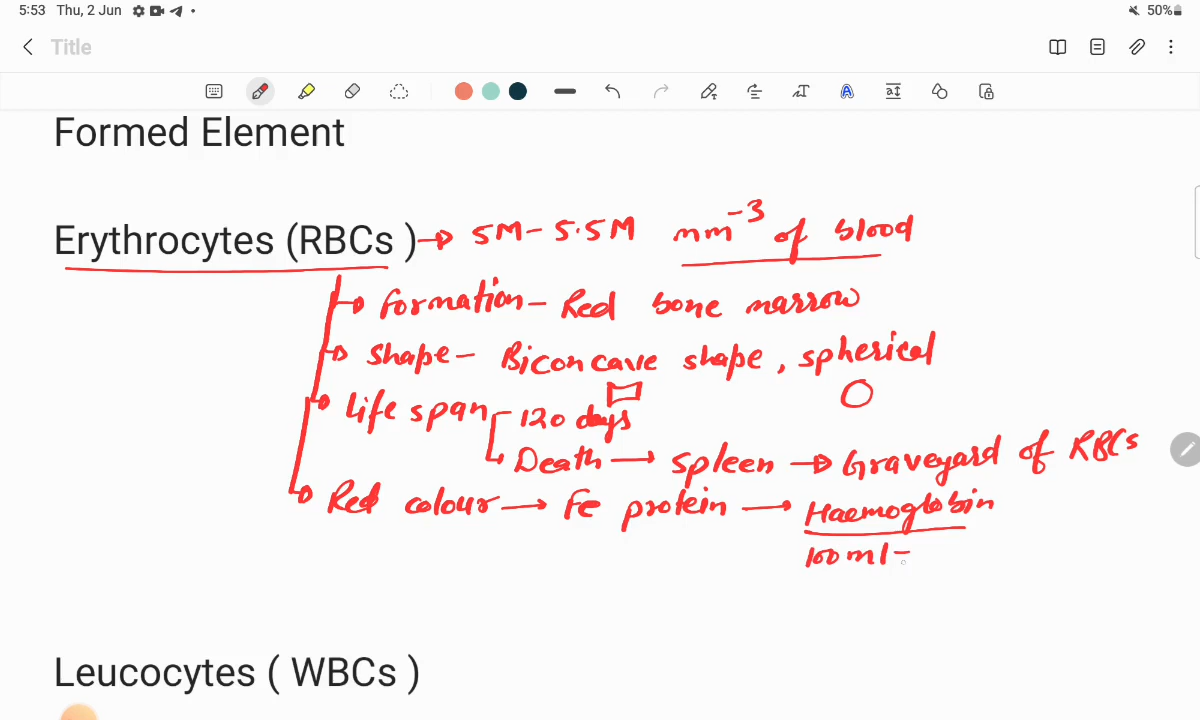 5:53 Thu, 2 Jun 50%
Title
Formed Element
Erythrocytes (RBCs ) → 5M - 5.5M mm⁻³ of blood
→ formation - Red bone marrow
→ shape - Biconcave shape, spherical
→ life span - 120 days
Death → spleen → Graveyard of RBCs
→ Red colour → Fe protein → Haemoglobin
100 ml -
Leucocytes ( WBCs )